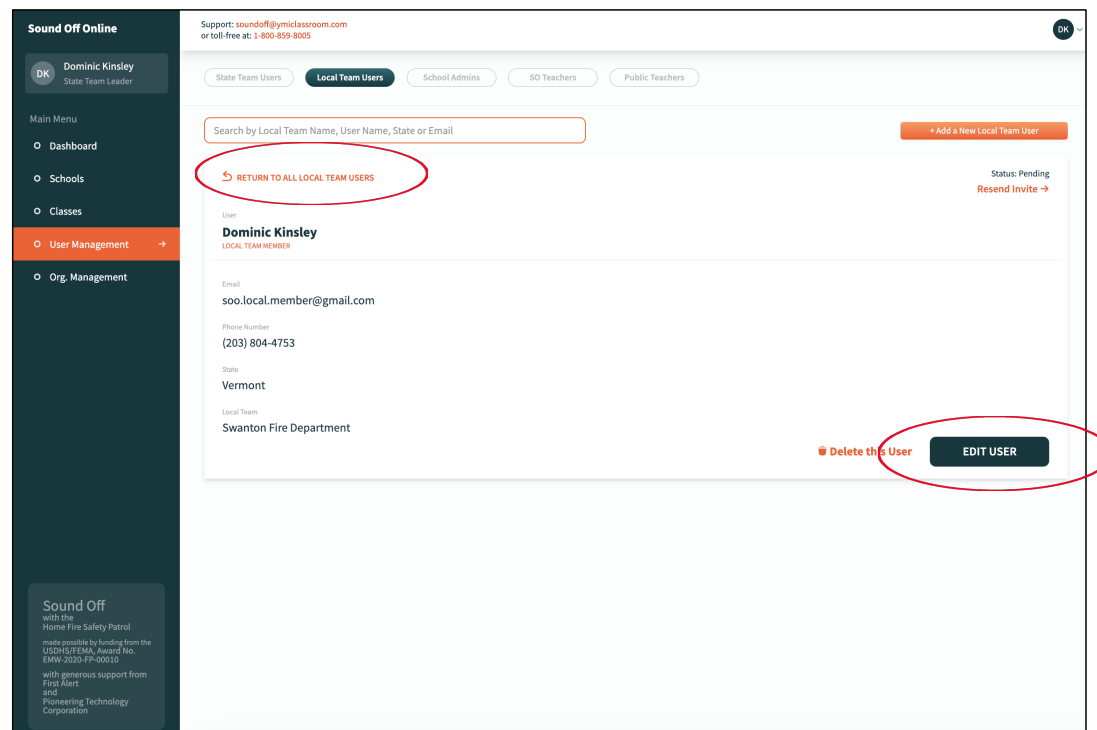 Sound Off Online
DK
Dominic Kinsley
State Team Leader
Main Menu
Dashboard
Schools
Classes
User Management
Org. Management
Sound Off
with the
Home Fire Safety Patrol
made possible by funding from the
USDHS/FEMA, Award No.
EMW-2020-FP-00010
with generous support from
First Alert
and
Pioneering Technology
Corporation
Support: soundoff@ymiclassroom.com
or toll-free at: 1-800-859-8005
DK
State Team Users
Local Team Users
School Admins
SO Teachers
Public Teachers
Search by Local Team Name, User Name, State or Email
+ Add a New Local Team User
RETURN TO ALL LOCAL TEAM USERS
Status: Pending
Resend Invite →
User
Dominic Kinsley
LOCAL TEAM MEMBER
Email
soo.local.member@gmail.com
Phone Number
(203) 804-4753
State
Vermont
Local Team
Swanton Fire Department
Delete this User
EDIT USER